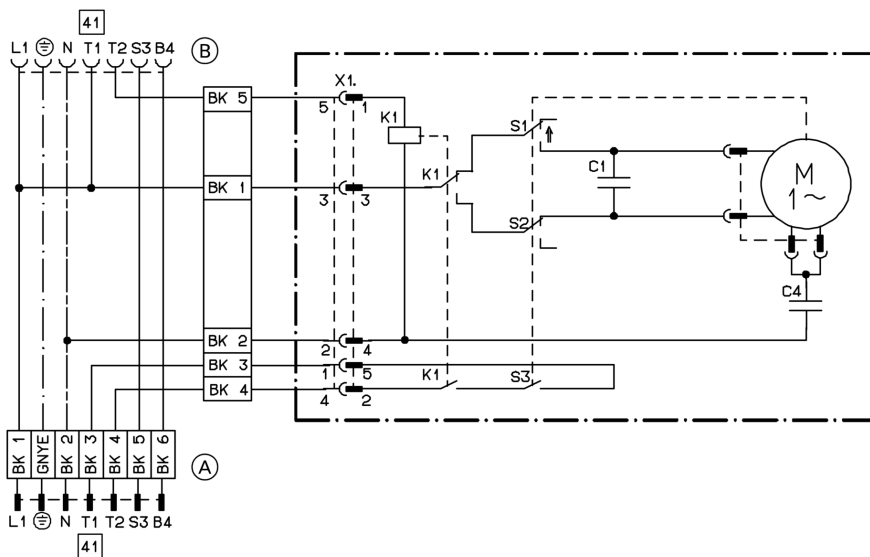 41
L1 N T1 T2 S3 B4 B
BK 5
X1.
5 1
K1
S1
BK 1
3 3
K1
C1
M
1~
S2
C4
BK 2
2 4
BK 3
1 5
BK 4
4 2
K1
S3
BK 1 GNYE BK 2 BK 3 BK 4 BK 5 BK 6 A
L1 N T1 T2 S3 B4
41